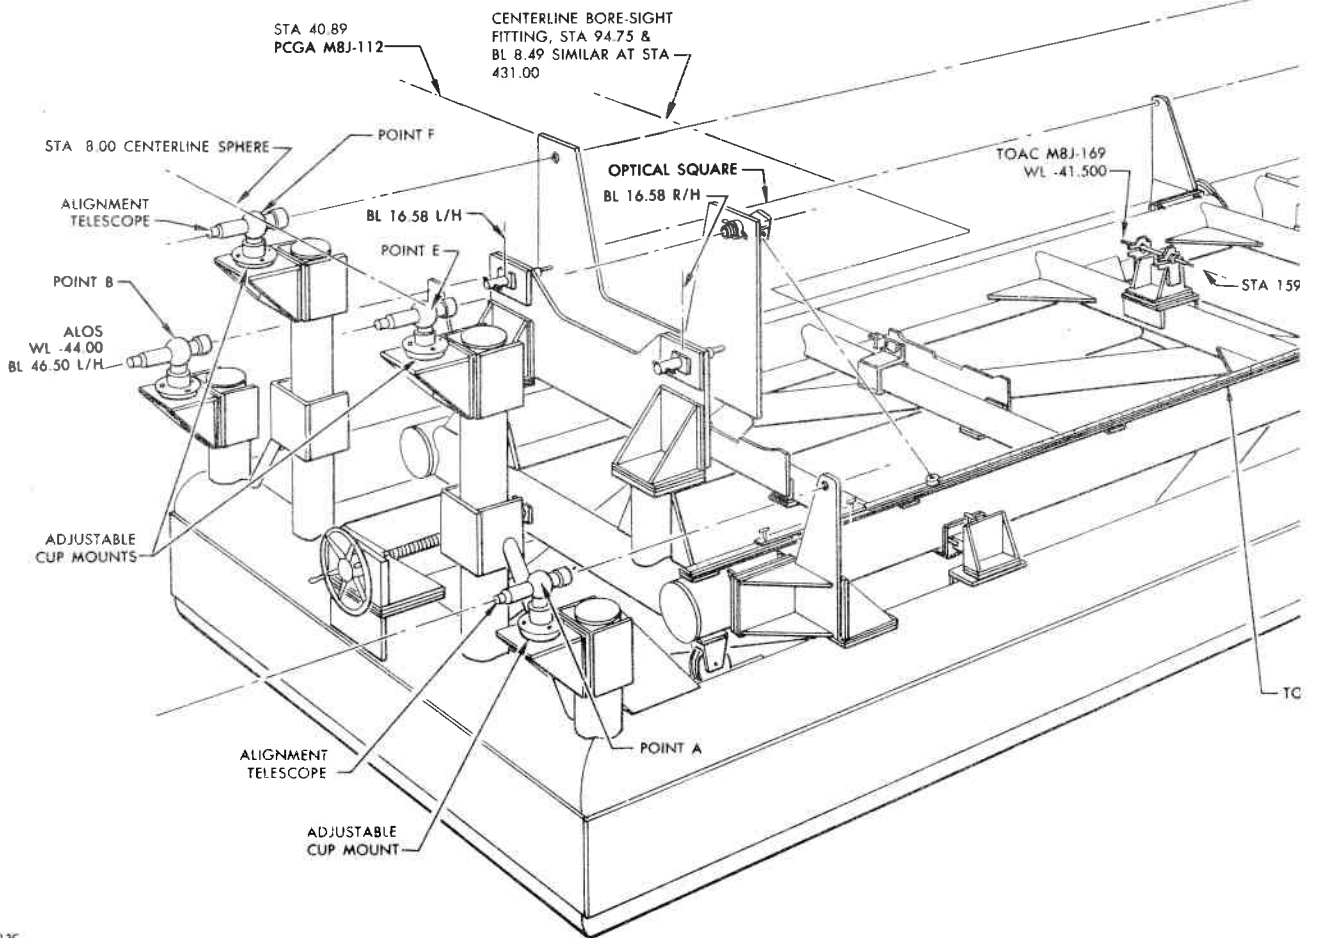 STA 40.89
PCGA M8J-112
CENTERLINE BORE-SIGHT
FITTING, STA 94.75 &
BL 8.49 SIMILAR AT STA
431.00
POINT F
STA 8.00 CENTERLINE SPHERE
OPTICAL SQUARE
BL 16.58 R/H
TOAC M8J-169
WL -41.500
ALIGNMENT
TELESCOPE
BL 16.58 L/H
POINT E
POINT B
STA 159
ALOS
WL -44.00
BL 46.50 L/H
ADJUSTABLE
CUP MOUNTS
TO
POINT A
ALIGNMENT
TELESCOPE
ADJUSTABLE
CUP MOUNT